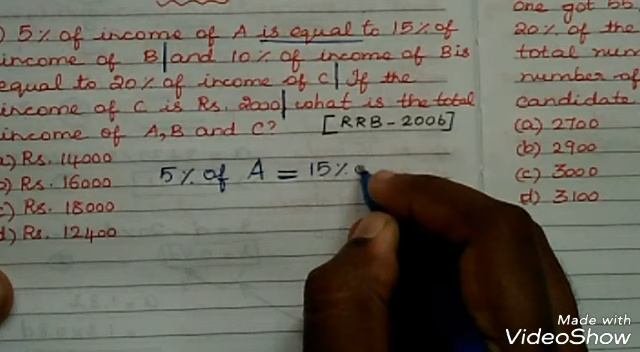 ) 5% of income of A is equal to 15% of
income of B and 10% of income of B is
equal to 20% of income of C If the
income of C is Rs. 2000 what is the total
income of A, B and C? [RRB-2006]
a) Rs. 14000
b) Rs. 16000
c) Rs. 18000
d) Rs. 12400
5% of A = 15%
one got
20% of the
total num
number of
candidate
(a) 2700
(b) 2900
(c) 3000
d) 3100
Made with
VideoShow